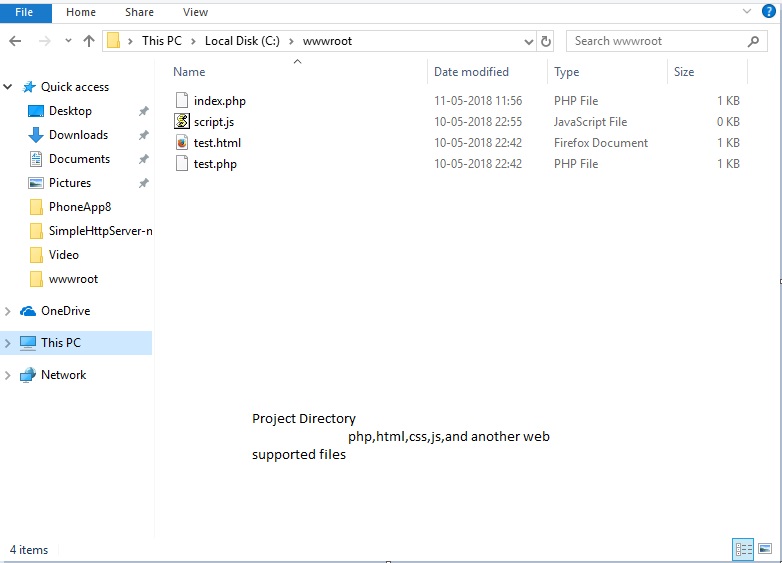 File Home Share View
This PC Local Disk (C:) wwwroot Search wwwroot
Name Date modified Type Size
Quick access
Desktop
Downloads
Documents
Pictures
PhoneApp8
SimpleHttpServer-n
Video
wwwroot
OneDrive
This PC
Network
index.php 11-05-2018 11:56 PHP File 1 KB
script.js 10-05-2018 22:55 JavaScript File 0 KB
test.html 10-05-2018 22:42 Firefox Document 1 KB
test.php 10-05-2018 22:42 PHP File 1 KB
Project Directory
php,html,css,js,and another web
supported files
4 items